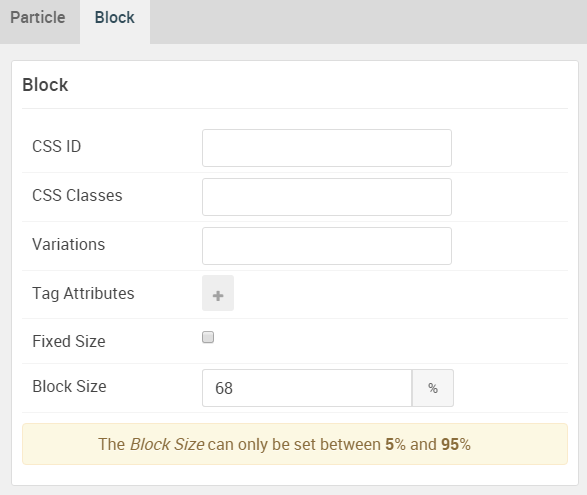 Particle Block
Block
CSS ID
CSS Classes
Variations
Tag Attributes +
Fixed Size
Block Size 68 %
The Block Size can only be set between 5% and 95%